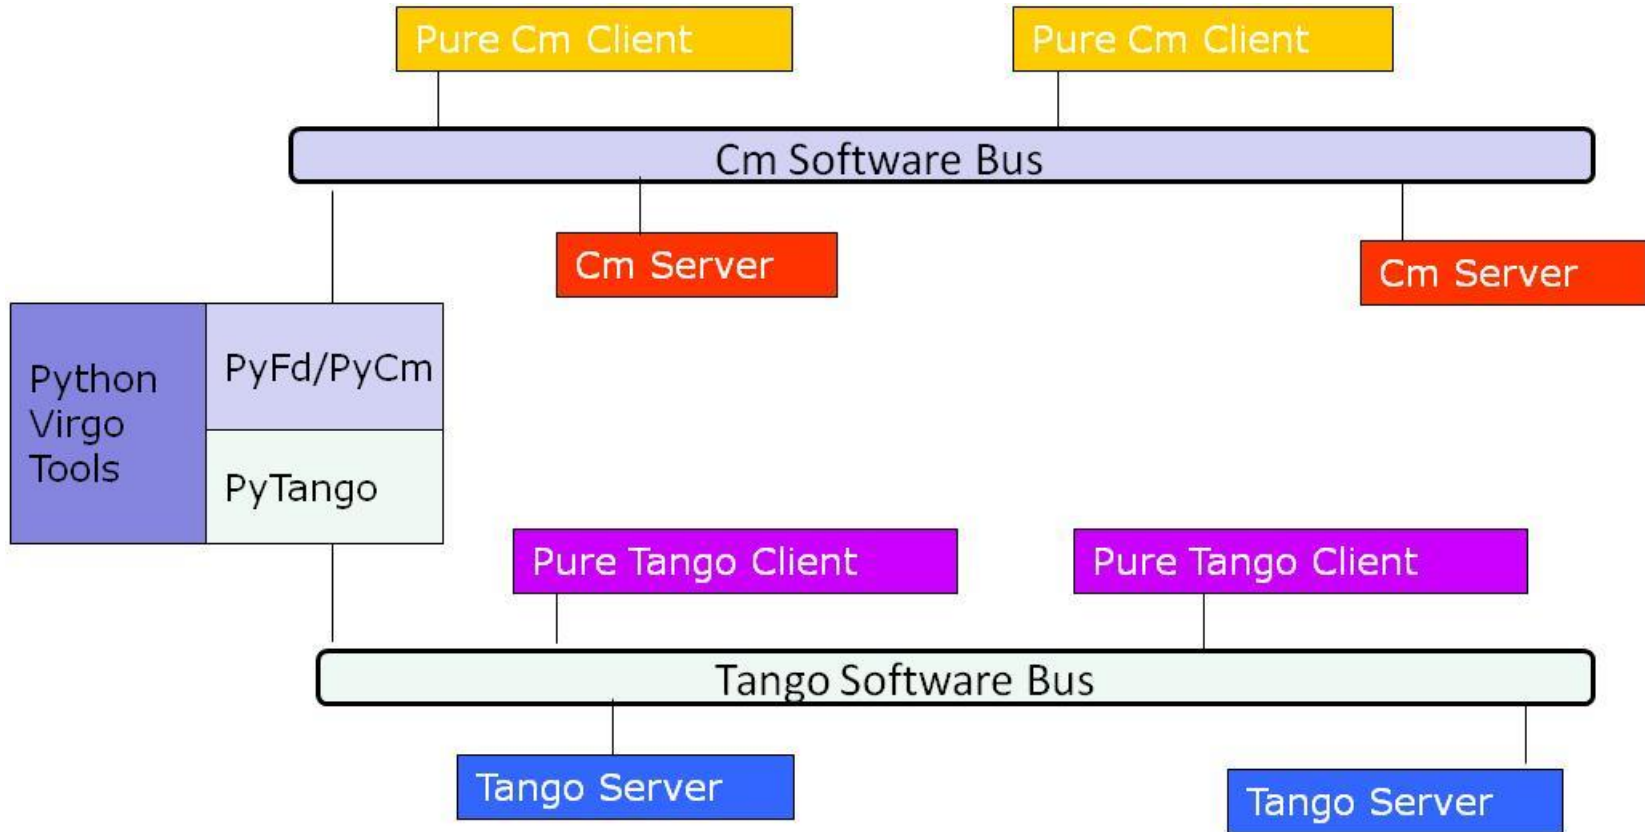 Pure Cm Client
Pure Cm Client
Cm Software Bus
Cm Server
Cm Server
Python
Virgo
Tools
PyFd/PyCm
PyTango
Pure Tango Client
Pure Tango Client
Tango Software Bus
Tango Server
Tango Server